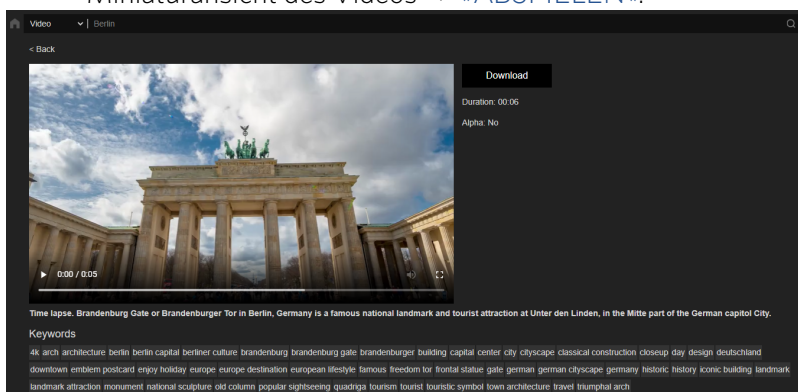 Miniaturansicht des Videos → «ABSPIELEN».
Video | Berlin
< Back
Download
Duration: 00:06
Alpha: No
0:00 / 0:05
Time lapse. Brandenburg Gate or Brandenburger Tor in Berlin, Germany is a famous national landmark and tourist attraction at Unter den Linden, in the Mitte part of the German capitol City.
Keywords
4k arch architecture berlin berlin capital berliner culture brandenburg brandenburg gate brandenburger building capital center city cityscape classical construction closeup day design deutschland
downtown emblem postcard enjoy holiday europe europe destination european lifestyle famous freedom tor frontal statue gate german german cityscape germany historic history iconic building landmark
landmark attraction monument national sculpture old column popular sightseeing quadriga tourism tourist touristic symbol town architecture travel triumphal arch